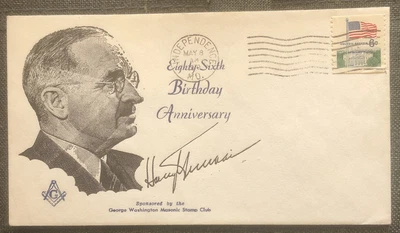 INDEPENDENCE
MAY 8
MO.
6c
Eighty-Sixth
Birthday
Anniversary
Harry Truman
G
Sponsored by the
George Washington Masonic Stamp Club